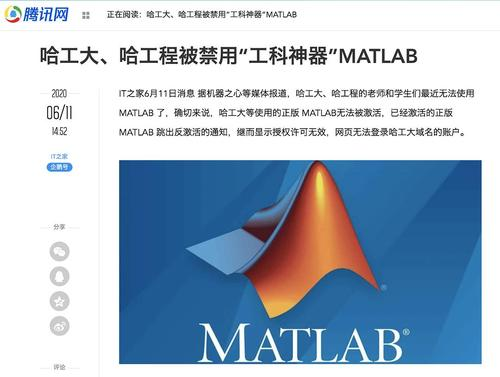 腾讯网
正在阅读：哈工大、哈工程被禁用“工科神器”MATLAB
哈工大、哈工程被禁用“工科神器”MATLAB
2020
06/11
14:52
IT之家
企鹅号
分享
评论
IT之家6月11日消息 据机器之心等媒体报道，哈工大、哈工程的老师和学生们最近无法使用
MATLAB 了，确切来说，哈工大等使用的正版 MATLAB无法被激活，已经激活的正版
MATLAB 跳出反激活的通知，继而显示授权许可无效，网页无法登录哈工大域名的账户。
MATLAB®